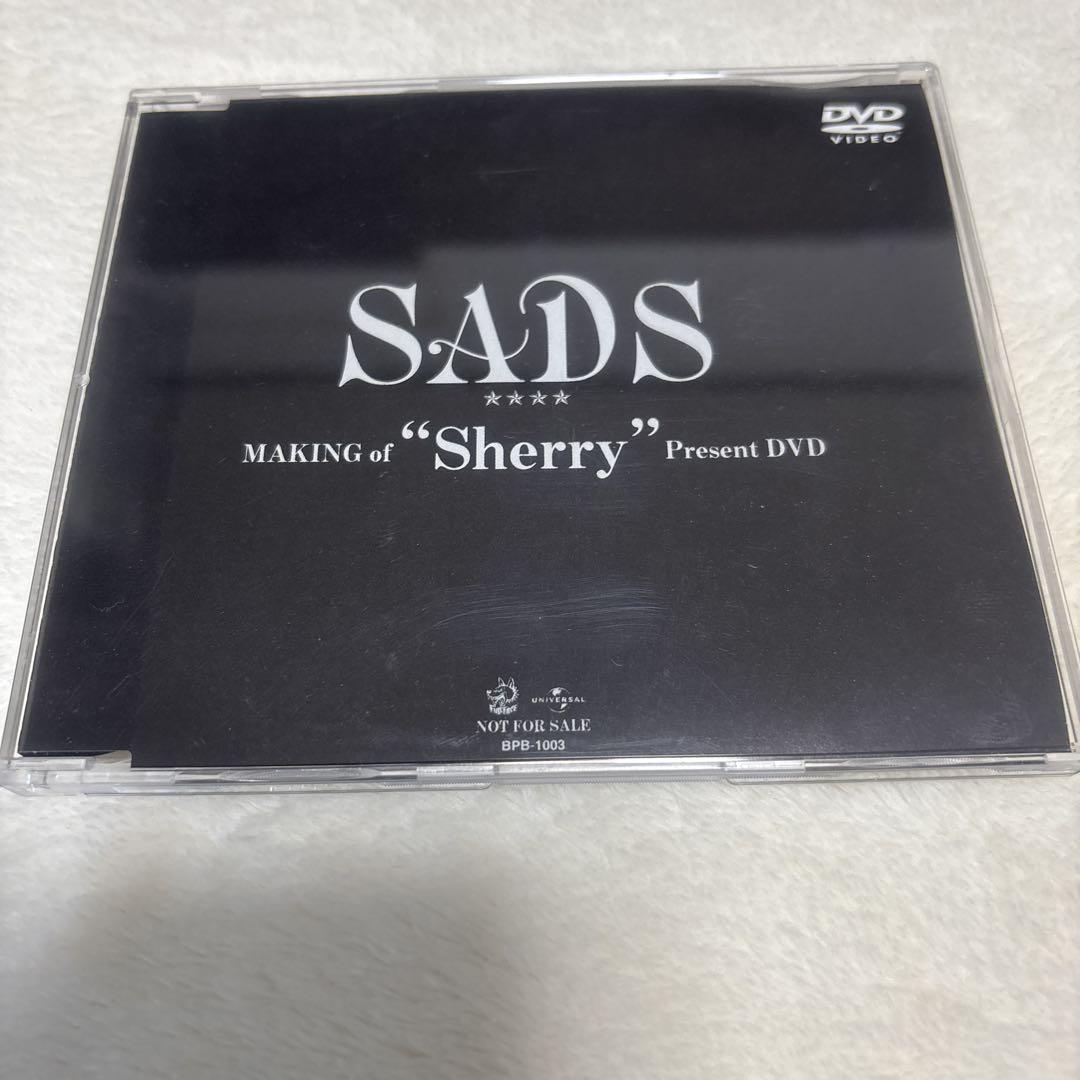 DVD
VIDEO
SADS
MAKING of “Sherry” Present DVD
UNIVERSAL
NOT FOR SALE
BPB-1003